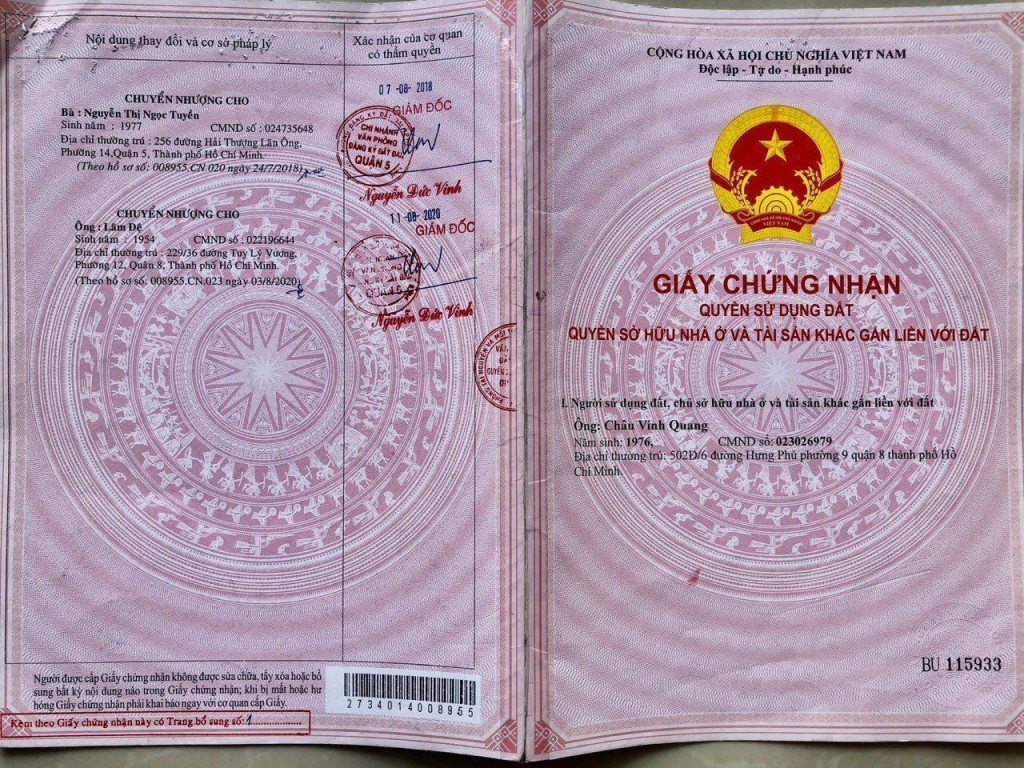 Nội dung thay đổi và cơ sở pháp lý
Xác nhận của cơ quan
có thẩm quyền
CHUYỂN NHƯỢNG CHO
Bà : Nguyễn Thị Ngọc Tuyền
Sinh năm : 1977 CMND số : 024735648
Địa chỉ thường trú : 256 đường Hải Thượng Lãn Ông,
Phường 14,Quận 5, Thành phố Hồ Chí Minh.
(Theo hồ sơ số: 008955.CN 020 ngày 24/7/2018)
07 -08- 2018
GIÁM ĐỐC
CHI NHÁNH
VĂN PHÒNG
ĐĂNG KÝ ĐẤT ĐAI
QUẬN 5
Nguyễn Đức Vinh
CHUYỂN NHƯỢNG CHO
Ông : Lâm Đệ
Sinh năm : 1954 CMND số : 022196644
Địa chỉ thường trú : 229/36 đường Tuy Lý Vương,
Phường 12, Quận 8, Thành phố Hồ Chí Minh.
(Theo hồ sơ số: 008955.CN.023 ngày 03/8/2020)
11 -08- 2020
GIÁM ĐỐC
Nguyễn Đức Vinh
Người được cấp Giấy chứng nhận không được sửa chữa, tẩy xóa hoặc bổ
sung bất kỳ nội dung nào trong Giấy chứng nhận; khi bị mất hoặc hư
hỏng Giấy chứng nhận phải khai báo ngay với cơ quan cấp Giấy.
2734014008955
Kèm theo Giấy chứng nhận này có Trang bổ sung số: 1
CỘNG HÒA XÃ HỘI CHỦ NGHĨA VIỆT NAM
Độc lập - Tự do - Hạnh phúc
VIỆT NAM
GIẤY CHỨNG NHẬN
QUYỀN SỬ DỤNG ĐẤT
QUYỀN SỞ HỮU NHÀ Ở VÀ TÀI SẢN KHÁC GẮN LIỀN VỚI ĐẤT
I. Người sử dụng đất, chủ sở hữu nhà ở và tài sản khác gắn liền với đất
Ông: Châu Vinh Quang
Năm sinh: 1976, CMND số: 023026979
Địa chỉ thường trú: 502Đ/6 đường Hưng Phú phường 9 quận 8 thành phố Hồ
Chí Minh.
BU 115933